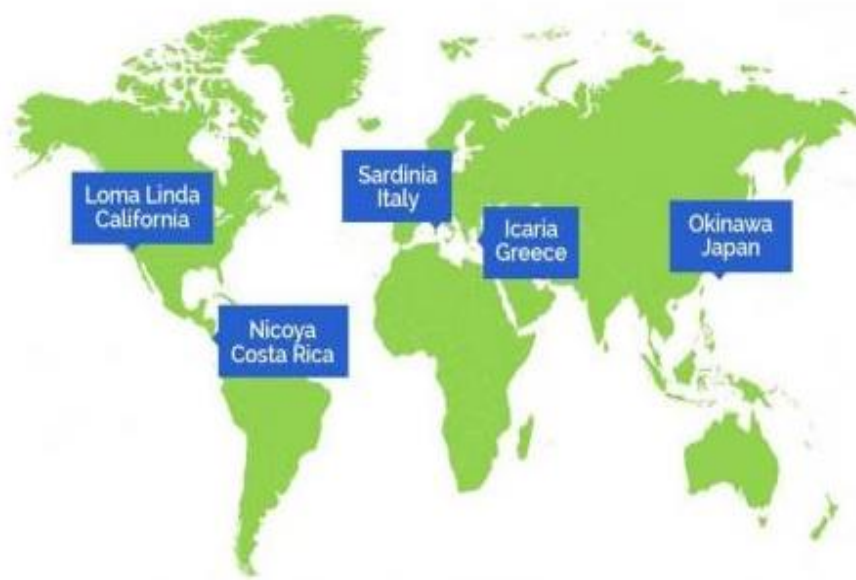 Loma Linda
California
Sardinia
Italy
Icaria
Greece
Okinawa
Japan
Nicoya
Costa Rica